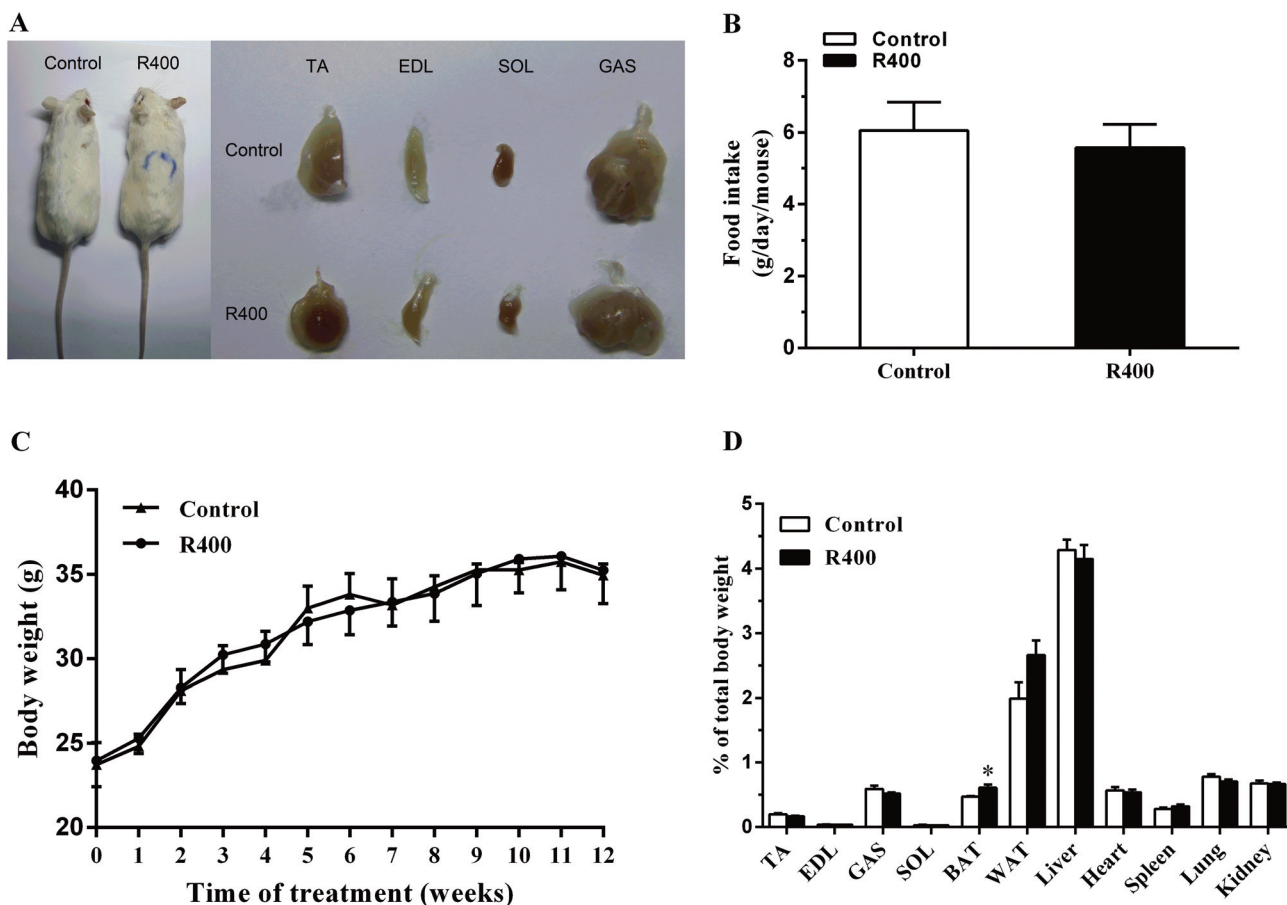 A
Control R400
TA EDL SOL GAS
Control
R400
B
Control
R400
Food intake
(g/day/mouse)
8
6
4
2
0
Control R400
C
Body weight (g)
40
35
30
25
20
Control
R400
0 1 2 3 4 5 6 7 8 9 10 11 12
Time of treatment (weeks)
D
% of total body weight
5
4
3
2
1
0
Control
R400
*
TA EDL GAS SOL BAT WAT Liver Heart Spleen Lung Kidney